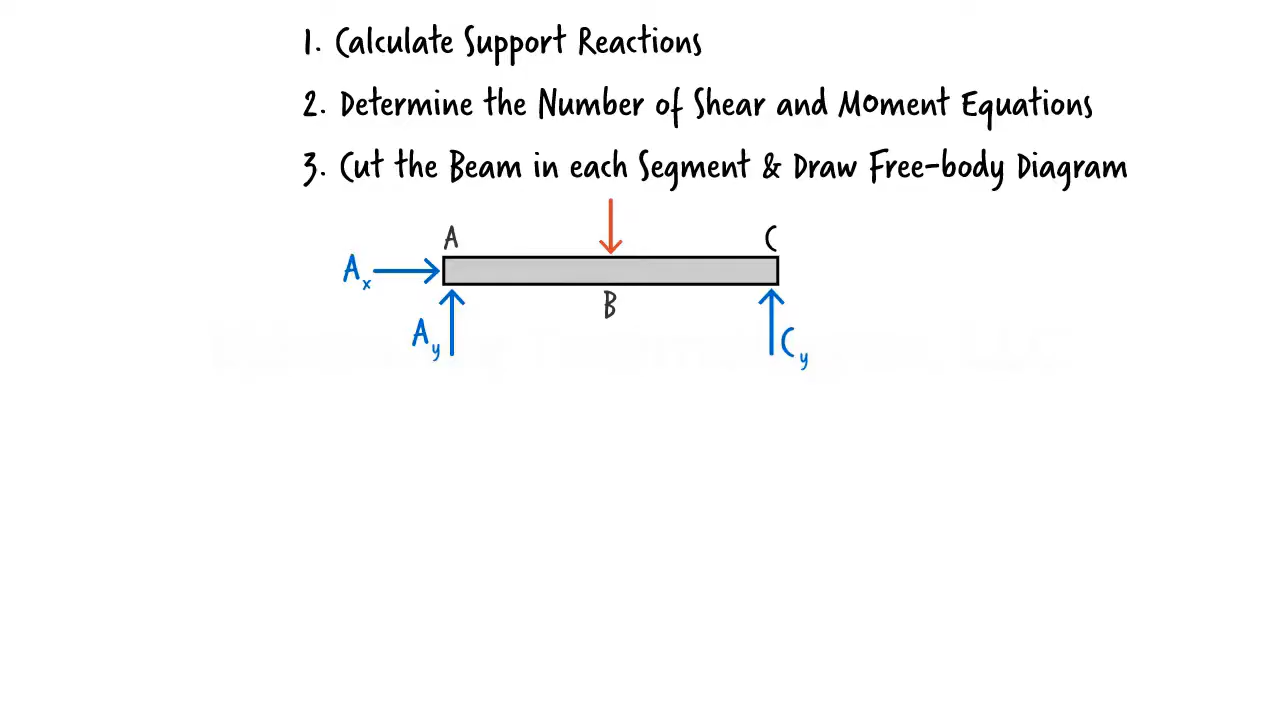 1. Calculate Support Reactions
2. Determine the Number of Shear and Moment Equations
3. Cut the Beam in each Segment & Draw Free-body Diagram
A C
Ax
B
Ay Cy